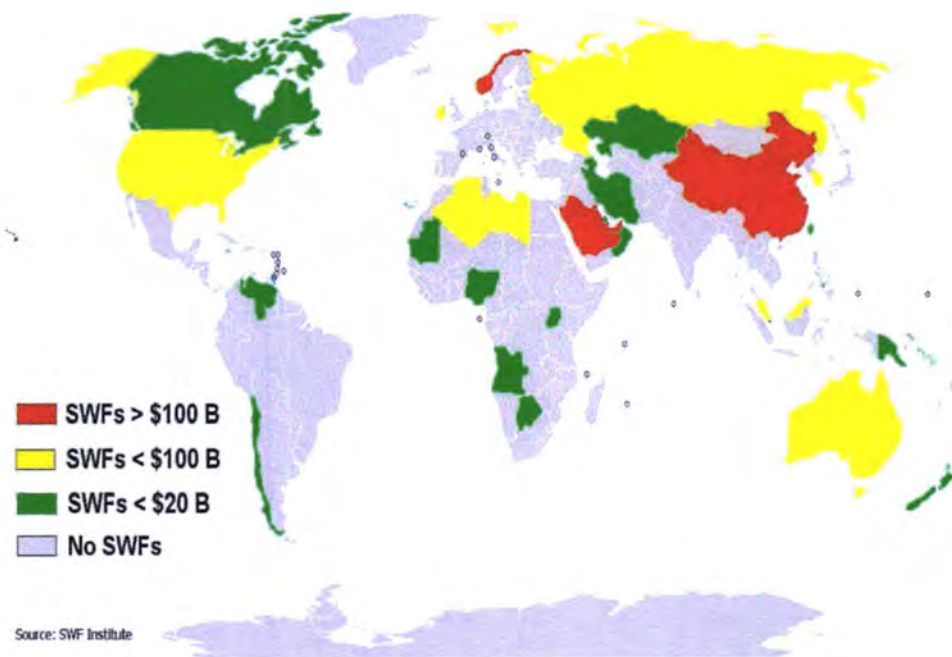 SWFs > $100 B
SWFs < $100 B
SWFs < $20 B
No SWFs
Source: SWF Institute